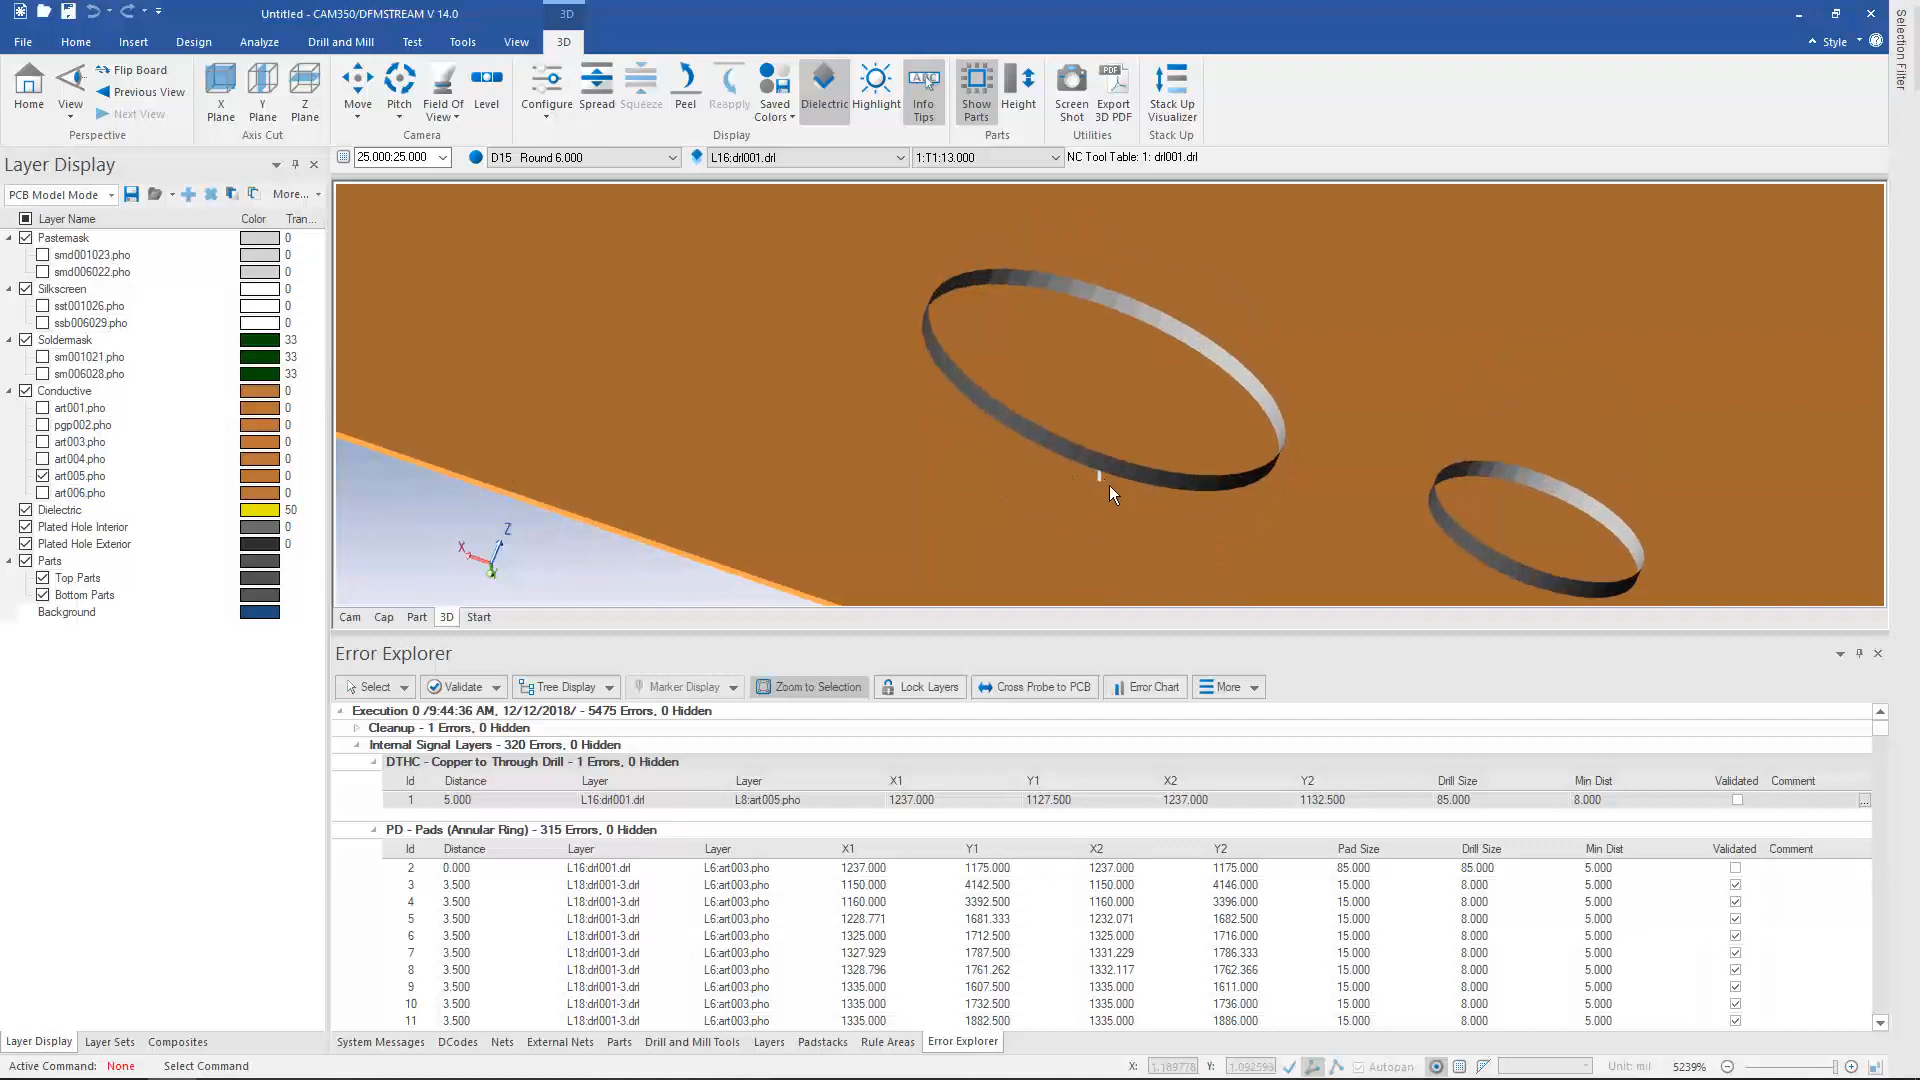 Untitled - CAM350/DFMSTREAM V 14.0
3D
File Home Insert Design Analyze Drill and Mill Test Tools View 3D
Style
Selection Filter
Home View Flip Board Previous View Next View
Perspective
X Plane Y Plane Z Plane
Axis Cut
Move Pitch Field Of View Level
Camera
Configure Spread Squeeze Peel Reapply Saved Colors Dielectric Highlight Info Tips
Display
Show Parts Height
Parts
Screen Shot Export 3D PDF
Utilities
Stack Up Visualizer
Stack Up
25.000:25.000 D15 Round 6.000 L16:drl001.drl 1:T1:13.000 NC Tool Table: 1: drl001.drl
Layer Display
PCB Model Mode More...
Layer Name Color Tran...
Pastemask 0
smd001023.pho 0
smd006022.pho 0
Silkscreen 0
sst001026.pho 0
ssb006029.pho 0
Soldermask 33
sm001021.pho 33
sm006028.pho 33
Conductive 0
art001.pho 0
pgp002.pho 0
art003.pho 0
art004.pho 0
art005.pho 0
art006.pho 0
Dielectric 50
Plated Hole Interior 0
Plated Hole Exterior 0
Parts
Top Parts
Bottom Parts
Background
X Z Y
Cam Cap Part 3D Start
Error Explorer
Select Validate Tree Display Marker Display Zoom to Selection Lock Layers Cross Probe to PCB Error Chart More
Execution 0 /9:44:36 AM, 12/12/2018/ - 5475 Errors, 0 Hidden
Cleanup - 1 Errors, 0 Hidden
Internal Signal Layers - 320 Errors, 0 Hidden
DTHC - Copper to Through Drill - 1 Errors, 0 Hidden
Id Distance Layer Layer X1 Y1 X2 Y2 Drill Size Min Dist Validated Comment
1 5.000 L16:drl001.drl L8:art005.pho 1237.000 1127.500 1237.000 1132.500 85.000 8.000 ...
PD - Pads (Annular Ring) - 315 Errors, 0 Hidden
Id Distance Layer Layer X1 Y1 X2 Y2 Pad Size Drill Size Min Dist Validated Comment
2 0.000 L16:drl001.drl L6:art003.pho 1237.000 1175.000 1237.000 1175.000 85.000 85.000 5.000
3 3.500 L18:drl001-3.drl L6:art003.pho 1150.000 4142.500 1150.000 4146.000 15.000 8.000 5.000
4 3.500 L18:drl001-3.drl L6:art003.pho 1160.000 3392.500 1160.000 3396.000 15.000 8.000 5.000
5 3.500 L18:drl001-3.drl L6:art003.pho 1228.771 1681.333 1232.071 1682.500 15.000 8.000 5.000
6 3.500 L18:drl001-3.drl L6:art003.pho 1325.000 1712.500 1325.000 1716.000 15.000 8.000 5.000
7 3.500 L18:drl001-3.drl L6:art003.pho 1327.929 1787.500 1331.229 1786.333 15.000 8.000 5.000
8 3.500 L18:drl001-3.drl L6:art003.pho 1328.796 1761.262 1332.117 1762.366 15.000 8.000 5.000
9 3.500 L18:drl001-3.drl L6:art003.pho 1335.000 1607.500 1335.000 1611.000 15.000 8.000 5.000
10 3.500 L18:drl001-3.drl L6:art003.pho 1335.000 1732.500 1335.000 1736.000 15.000 8.000 5.000
11 3.500 L18:drl001-3.drl L6:art003.pho 1335.000 1882.500 1335.000 1886.000 15.000 8.000 5.000
Layer Display Layer Sets Composites
System Messages DCodes Nets External Nets Parts Drill and Mill Tools Layers Padstacks Rule Areas Error Explorer
Active Command: None Select Command X: 1.189778 Y: 1.092593 Autopan Unit: mil 5239%